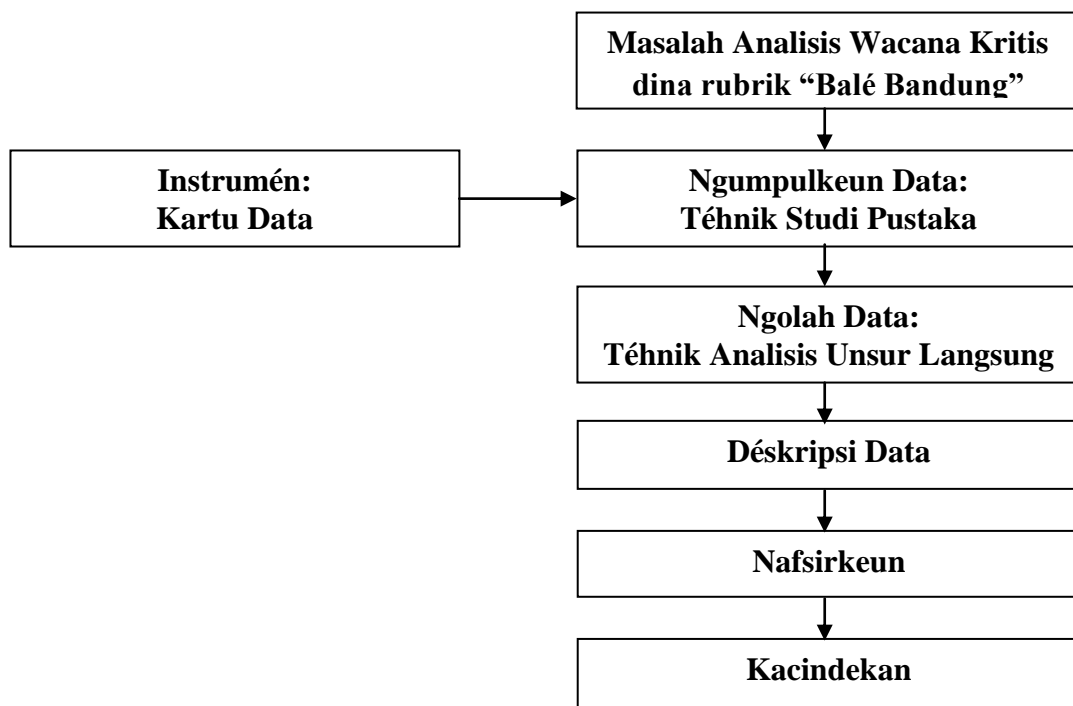 Masalah Analisis Wacana Kritis
dina rubrik “Balé Bandung”
Instrumén:
Kartu Data
Ngumpulkeun Data:
Téhnik Studi Pustaka
Ngolah Data:
Téhnik Analisis Unsur Langsung
Déskripsi Data
Nafsirkeun
Kacindekan